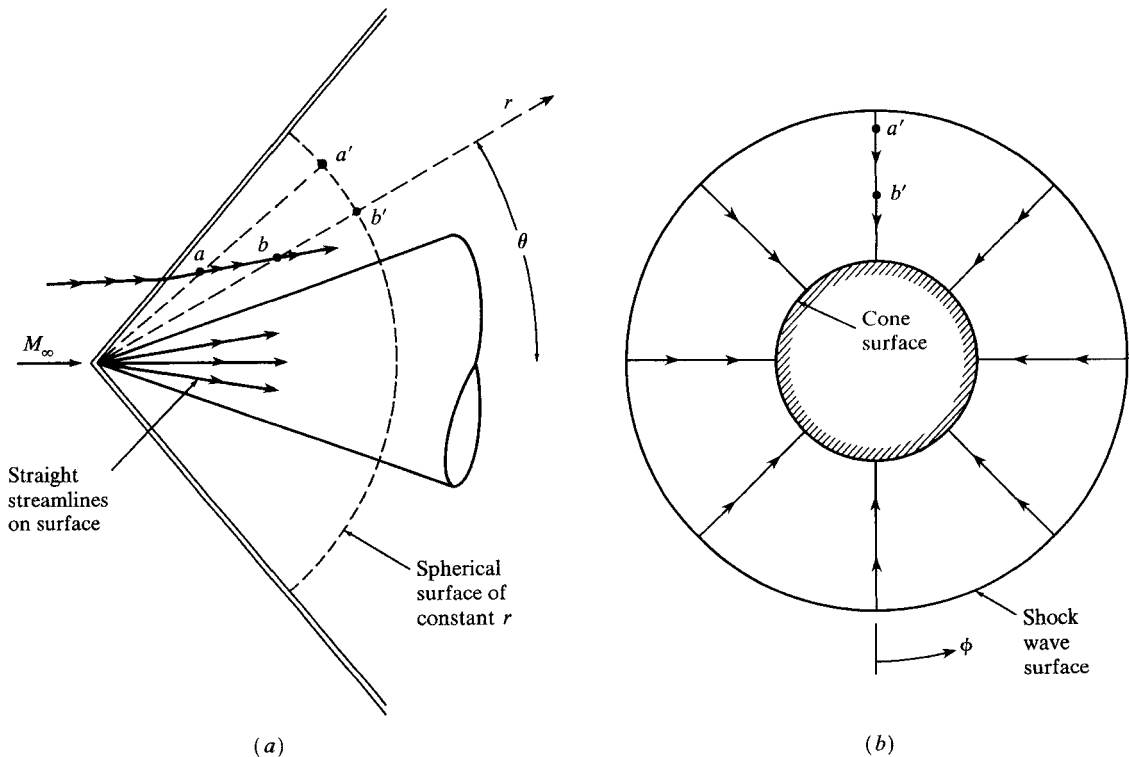 r
a′
b′
a
b
θ
M∞
Straight
streamlines
on surface
Spherical
surface of
constant r
(a)
a′
b′
Cone
surface
Shock
wave
surface
ϕ
(b)